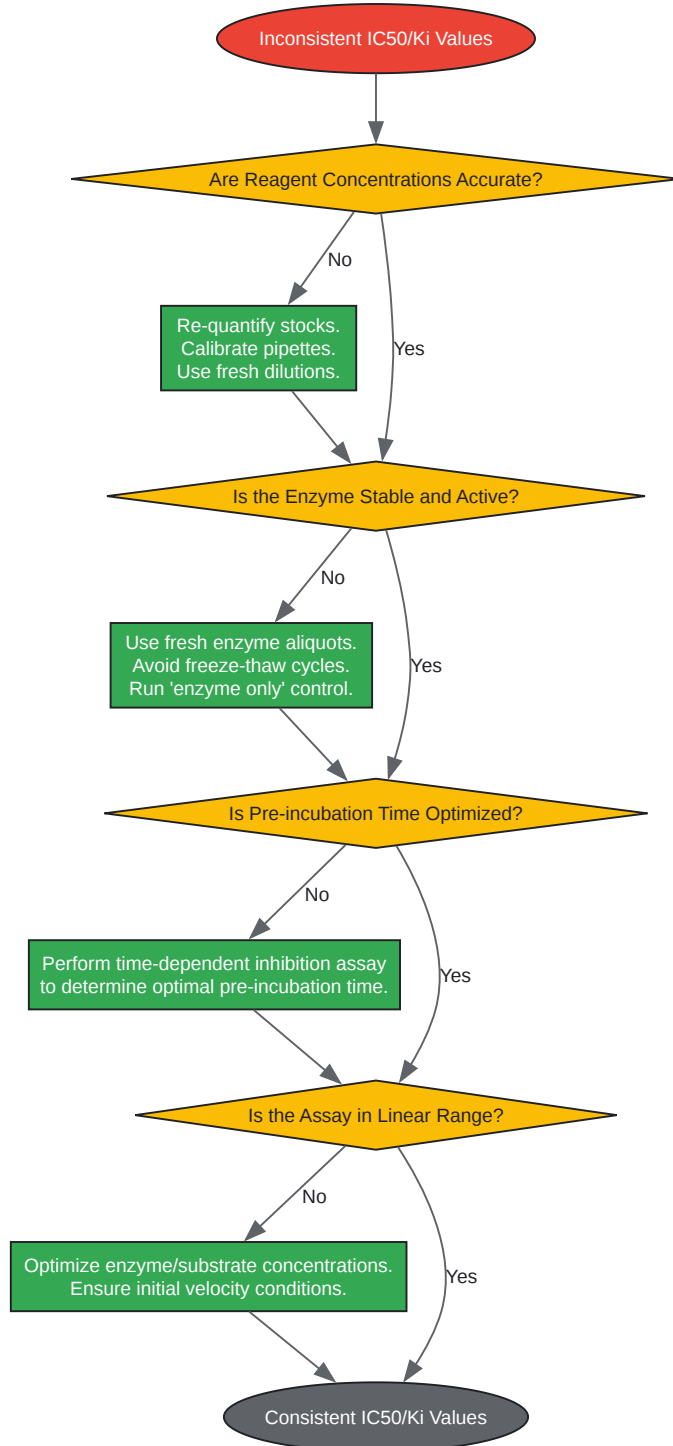 Inconsistent IC50/Ki Values
Are Reagent Concentrations Accurate?
No
Re-quantify stocks.
Calibrate pipettes.
Use fresh dilutions.
Yes
Is the Enzyme Stable and Active?
No
Use fresh enzyme aliquots.
Avoid freeze-thaw cycles.
Run 'enzyme only' control.
Yes
Is Pre-incubation Time Optimized?
No
Perform time-dependent inhibition assay
to determine optimal pre-incubation time.
Yes
Is the Assay in Linear Range?
No
Optimize enzyme/substrate concentrations.
Ensure initial velocity conditions.
Yes
Consistent IC50/Ki Values